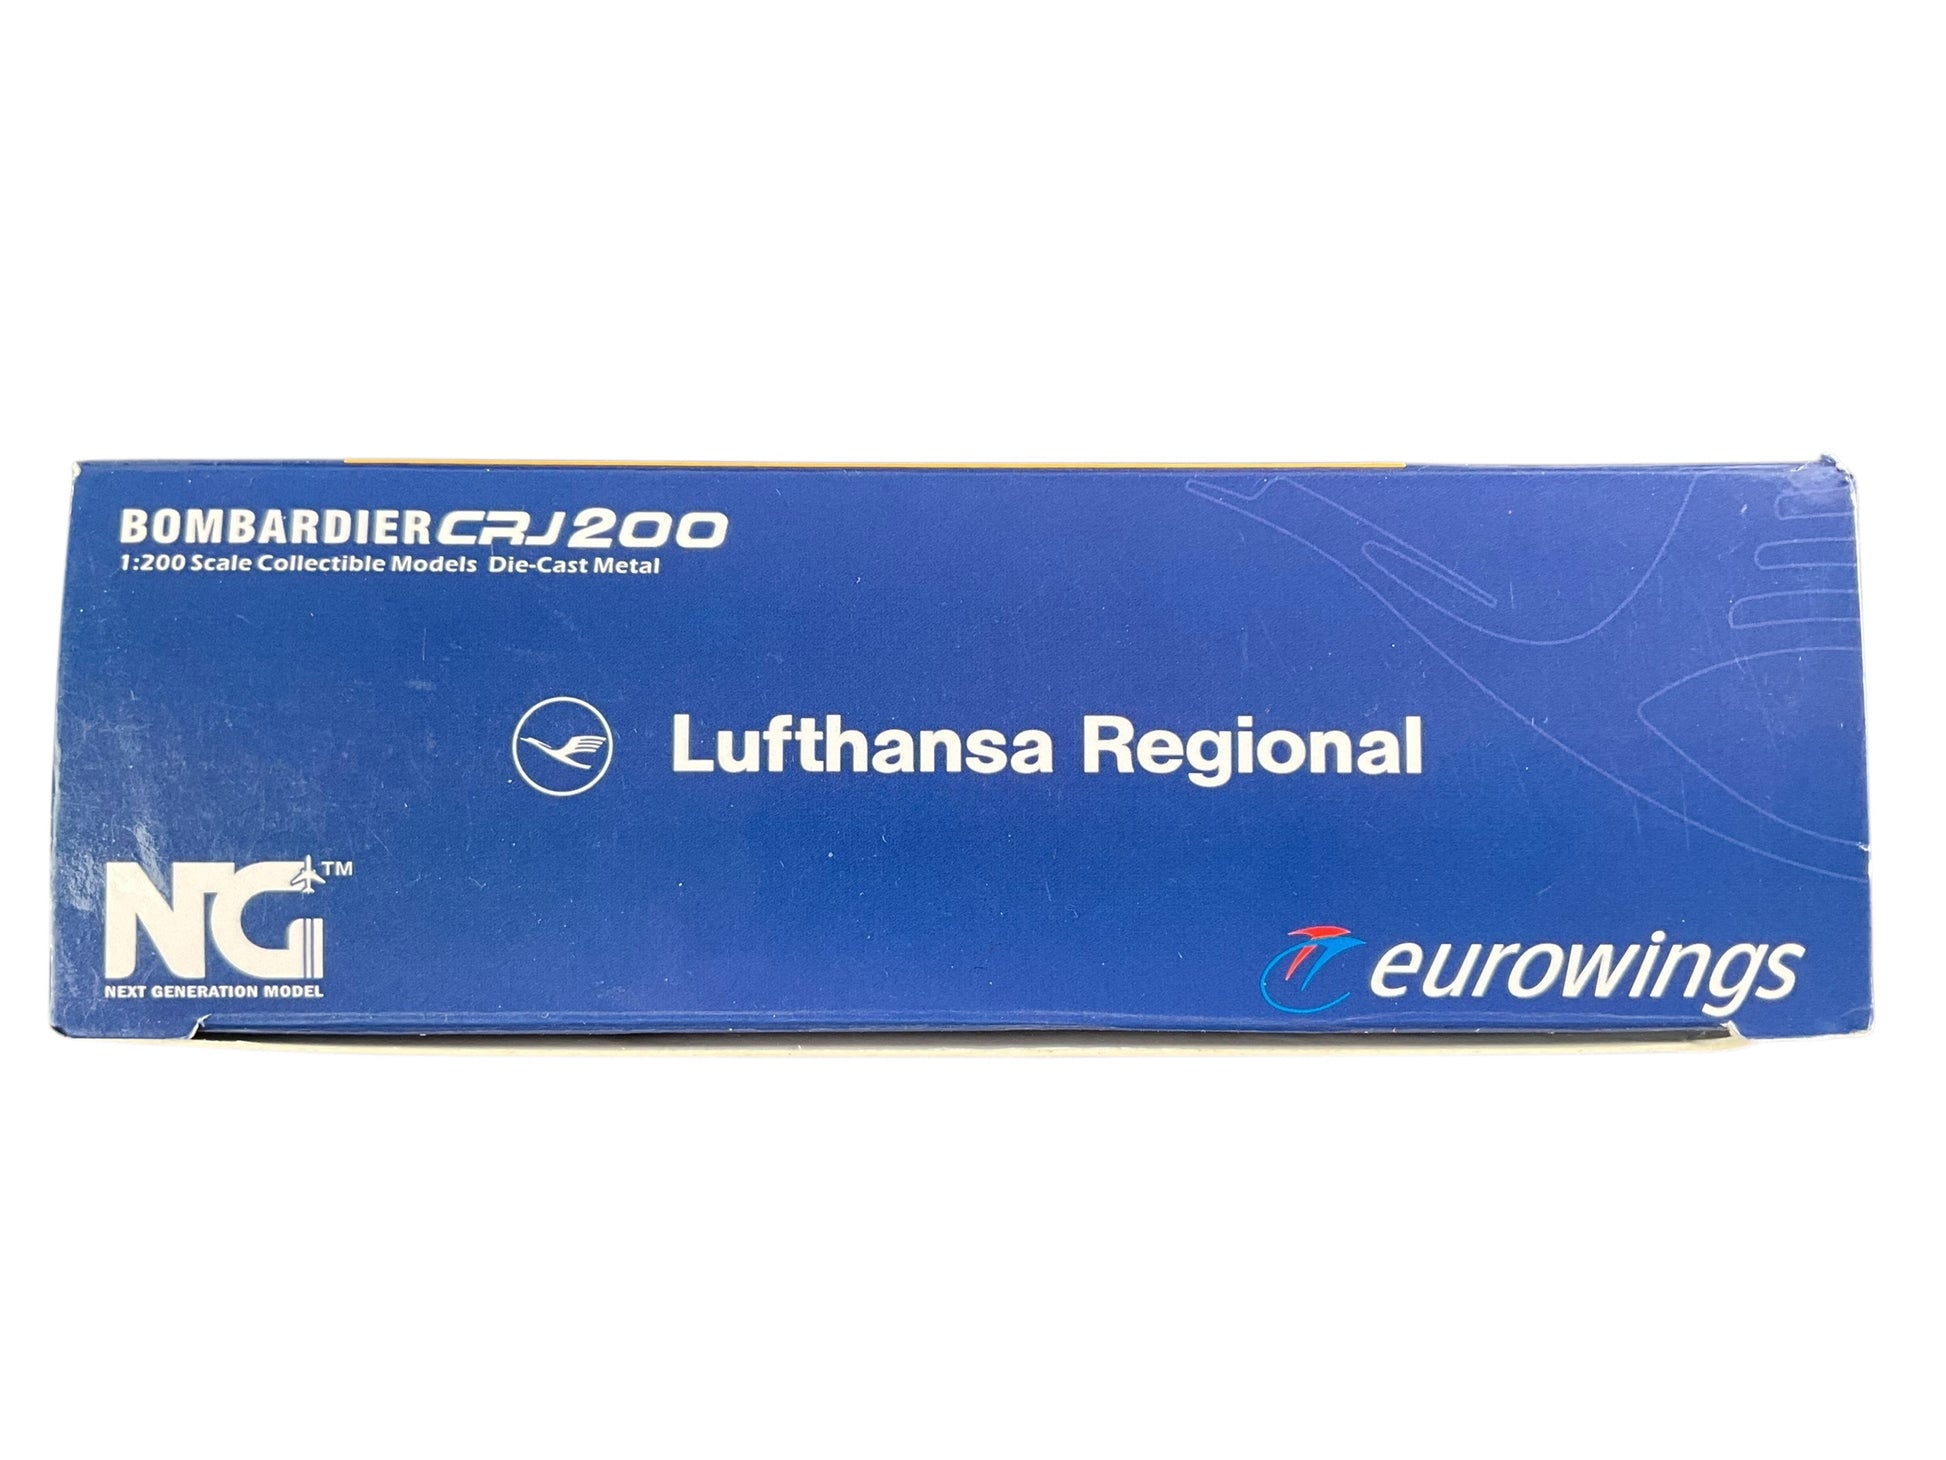 BOMBARDIER CRJ200
1:200 Scale Collectible Models Die-Cast Metal
Lufthansa Regional
NG™
NEXT GENERATION MODEL
eurowings